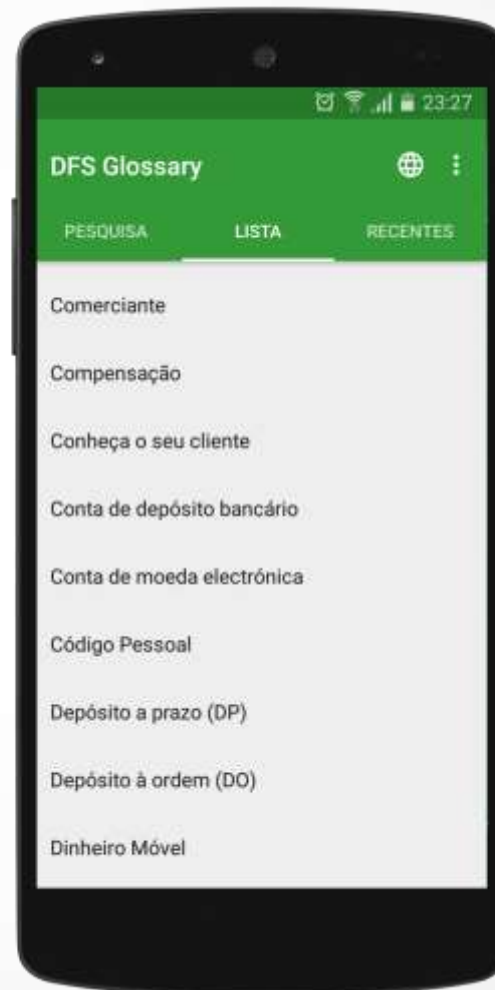 23:27
DFS Glossary
PESQUISA LISTA RECENTES
Comerciante
Compensação
Conheça o seu cliente
Conta de depósito bancário
Conta de moeda electrónica
Código Pessoal
Depósito a prazo (DP)
Depósito à ordem (DO)
Dinheiro Móvel